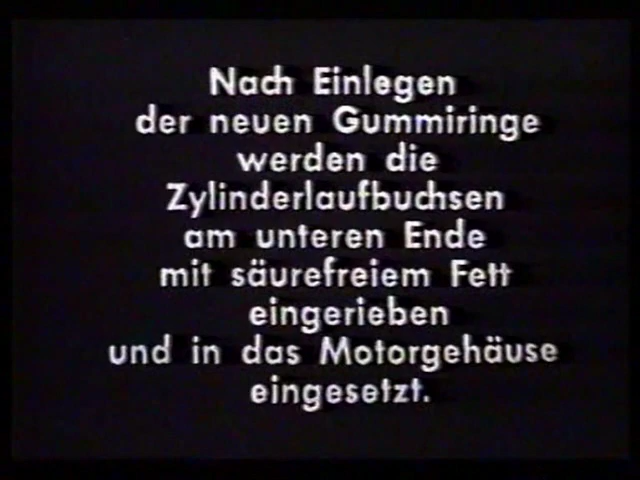 Nach Einlegen
der neuen Gummiringe
werden die
Zylinderlaufbuchsen
am unteren Ende
mit säurefreiem Fett
eingerieben
und in das Motorgehäuse
eingesetzt.